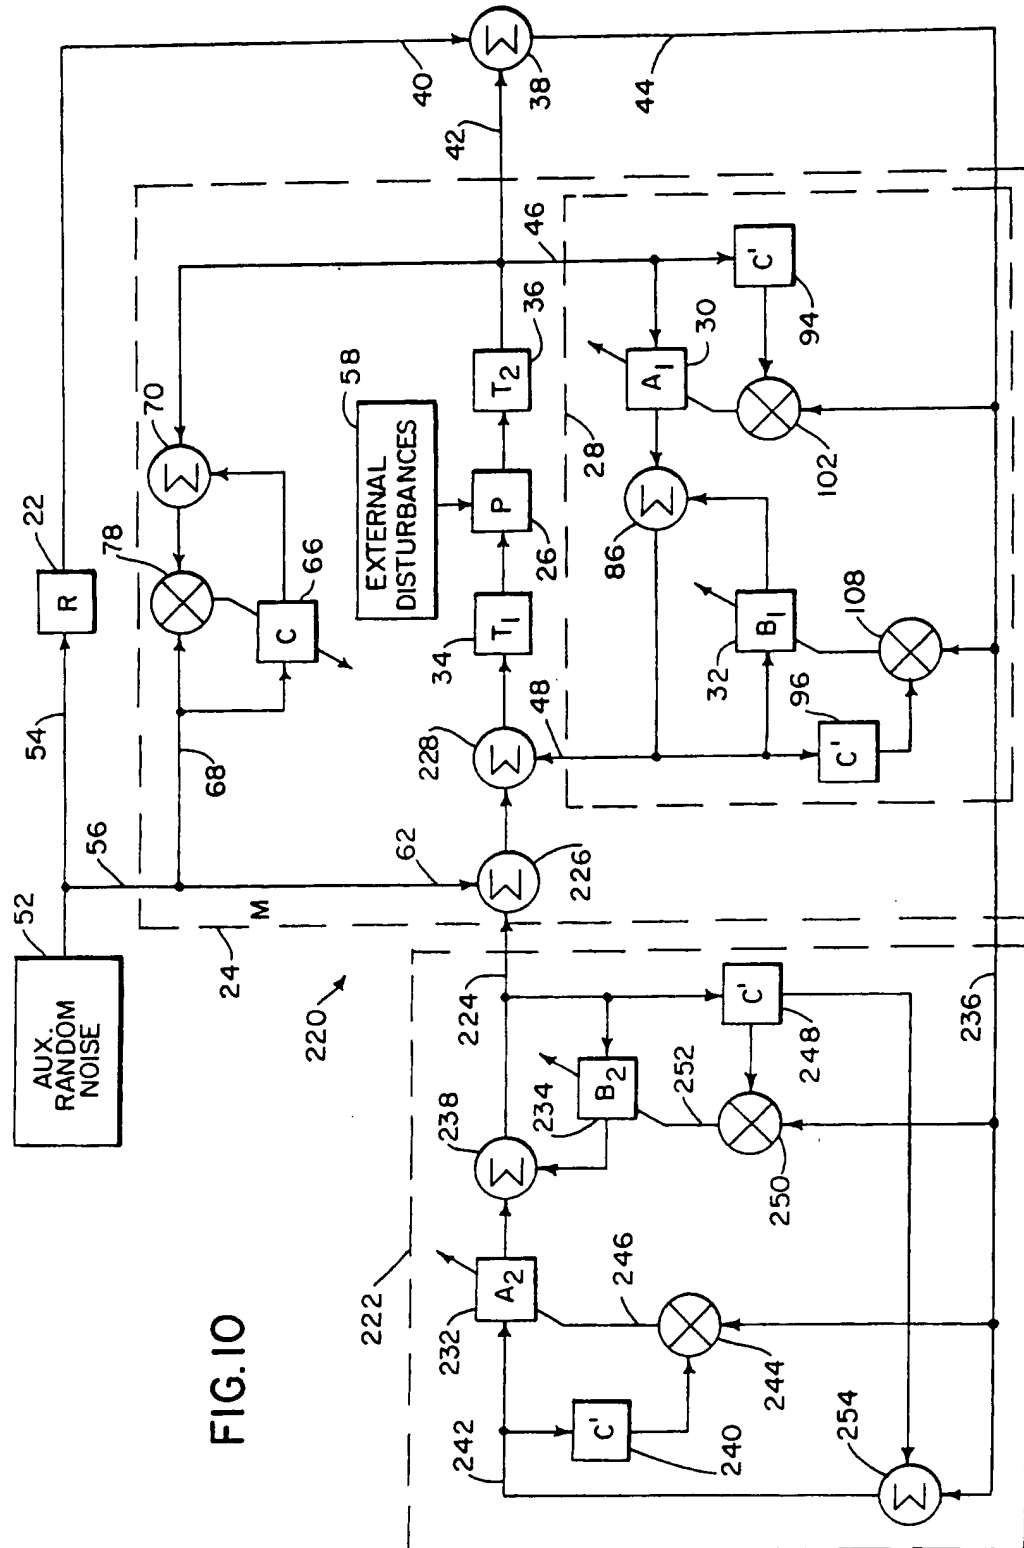 AUX.
RANDOM
NOISE
52
54
R
22
56
68
78
70
Σ
66
C
40
Σ
38
42
44
24
M
62
Σ
226
Σ
228
T₁
34
P
26
EXTERNAL
DISTURBANCES
58
T₂
36
46
48
28
Σ
86
A₁
30
C'
94
102
B₁
32
C'
96
108
FIG.10
220
222
224
Σ
238
A₂
232
242
C'
240
244
246
B₂
234
252
250
C'
248
Σ
254
236